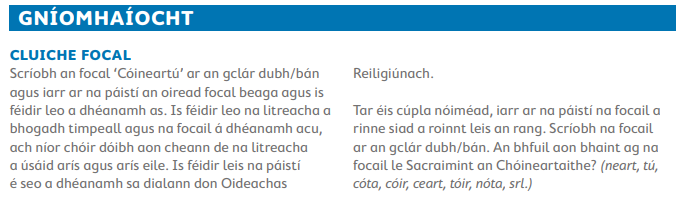 GNÍOMHAÍOCHT
CLUICHE FOCAL
Scríobh an focal ‘Cóineartú’ ar an gclár dubh/bán
agus iarr ar na páistí an oiread focal beaga agus is
féidir leo a dhéanamh as. Is féidir leo na litreacha a
bhogadh timpeall agus na focail á dhéanamh acu,
ach níor chóir dóibh aon cheann de na litreacha
a úsáid arís agus arís eile. Is féidir leis na páistí
é seo a dhéanamh sa dialann don Oideachas
Reiligiúnach.
Tar éis cúpla nóiméad, iarr ar na páistí na focail a
rinne siad a roinnt leis an rang. Scríobh na focail
ar an gclár dubh/bán. An bhfuil aon bhaint ag na
focail le Sacraimint an Chóineartaithe? (neart, tú,
cóta, cóir, ceart, tóir, nóta, srl.)